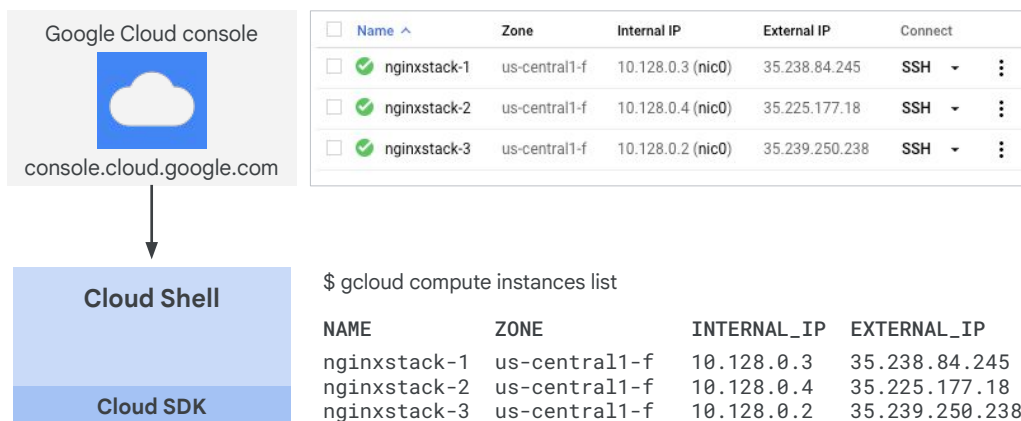 Google Cloud console
console.cloud.google.com
Name Zone Internal IP External IP Connect
nginxstack-1 us-central1-f 10.128.0.3 (nic0) 35.238.84.245 SSH
nginxstack-2 us-central1-f 10.128.0.4 (nic0) 35.225.177.18 SSH
nginxstack-3 us-central1-f 10.128.0.2 (nic0) 35.239.250.238 SSH
Cloud Shell
Cloud SDK
$ gcloud compute instances list
NAME ZONE INTERNAL_IP EXTERNAL_IP
nginxstack-1 us-central1-f 10.128.0.3 35.238.84.245
nginxstack-2 us-central1-f 10.128.0.4 35.225.177.18
nginxstack-3 us-central1-f 10.128.0.2 35.239.250.238